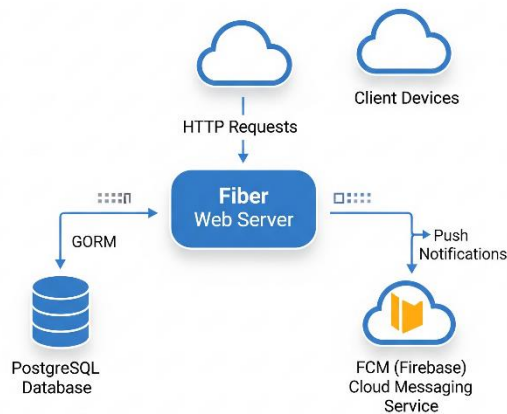 Client Devices
HTTP Requests
Fiber
Web Server
GORM
Push
Notifications
PostgreSQL
Database
FCM (Firebase)
Cloud Messaging
Service